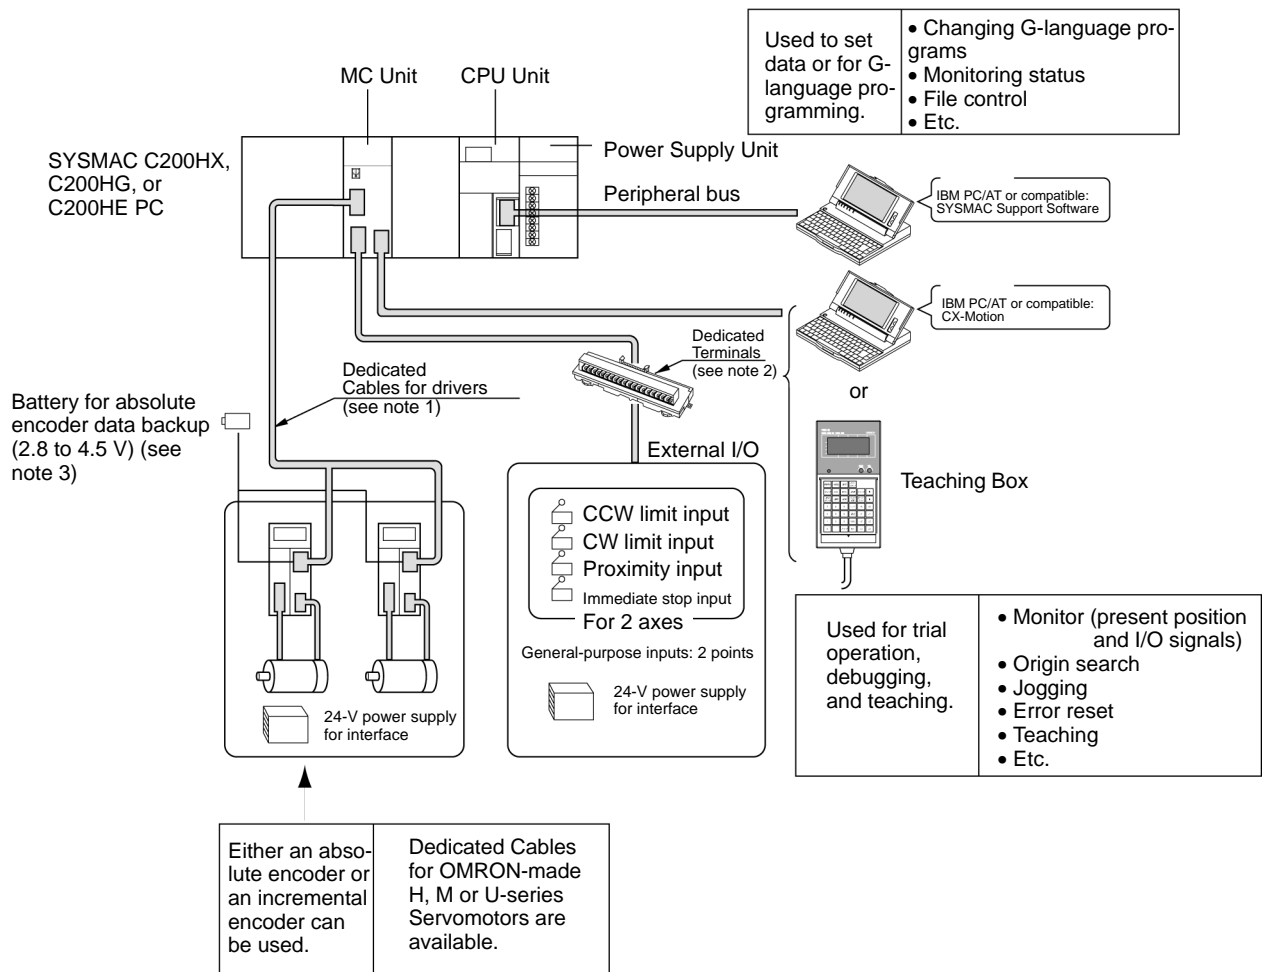 Used to set
data or for G-
language pro-
gramming.
• Changing G-language pro-
grams
• Monitoring status
• File control
• Etc.
MC Unit
CPU Unit
SYSMAC C200HX,
C200HG, or
C200HE PC
Power Supply Unit
Peripheral bus
IBM PC/AT or compatible:
SYSMAC Support Software
IBM PC/AT or compatible:
CX-Motion
Dedicated
Terminals
(see note 2)
or
Dedicated
Cables for drivers
(see note 1)
Battery for absolute
encoder data backup
(2.8 to 4.5 V) (see
note 3)
External I/O
Teaching Box
CCW limit input
CW limit input
Proximity input
Immediate stop input
For 2 axes
General-purpose inputs: 2 points
24-V power supply
for interface
24-V power supply
for interface
Used for trial
operation,
debugging,
and teaching.
• Monitor (present position
and I/O signals)
• Origin search
• Jogging
• Error reset
• Teaching
• Etc.
Either an abso-
lute encoder or
an incremental
encoder can
be used.
Dedicated Cables
for OMRON-made
H, M or U-series
Servomotors are
available.